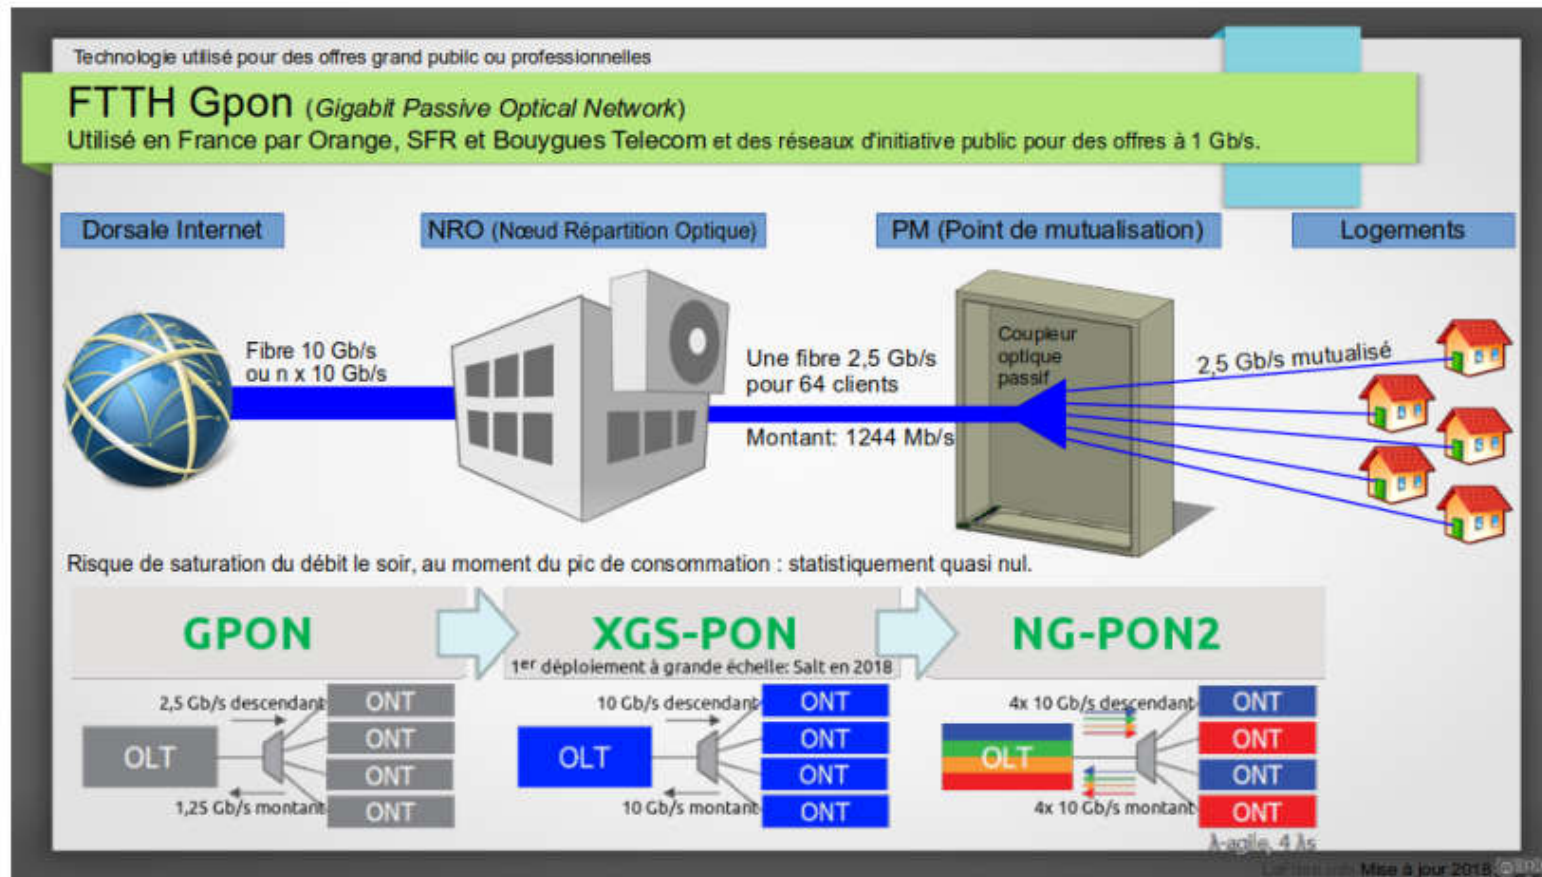 Technologie utilisé pour des offres grand public ou professionnelles
FTTH Gpon (Gigabit Passive Optical Network)
Utilisé en France par Orange, SFR et Bouygues Telecom et des réseaux d'initiative public pour des offres à 1 Gb/s.
Dorsale Internet
NRO (Nœud Répartition Optique)
PM (Point de mutualisation)
Logements
Fibre 10 Gb/s
ou n x 10 Gb/s
Une fibre 2,5 Gb/s
pour 64 clients
Montant: 1244 Mb/s
Coupleur
optique
passif
2,5 Gb/s mutualisé
Risque de saturation du débit le soir, au moment du pic de consommation : statistiquement quasi nul.
GPON
XGS-PON
1er déploiement à grande échelle: Salt en 2018
NG-PON2
2,5 Gb/s descendant
OLT
1,25 Gb/s montant
ONT
ONT
ONT
ONT
10 Gb/s descendant
OLT
10 Gb/s montant
ONT
ONT
ONT
ONT
4x 10 Gb/s descendant
OLT
4x 10 Gb/s montant
ONT
ONT
ONT
ONT
λ-agile, 4 λs
Mise à jour 2018